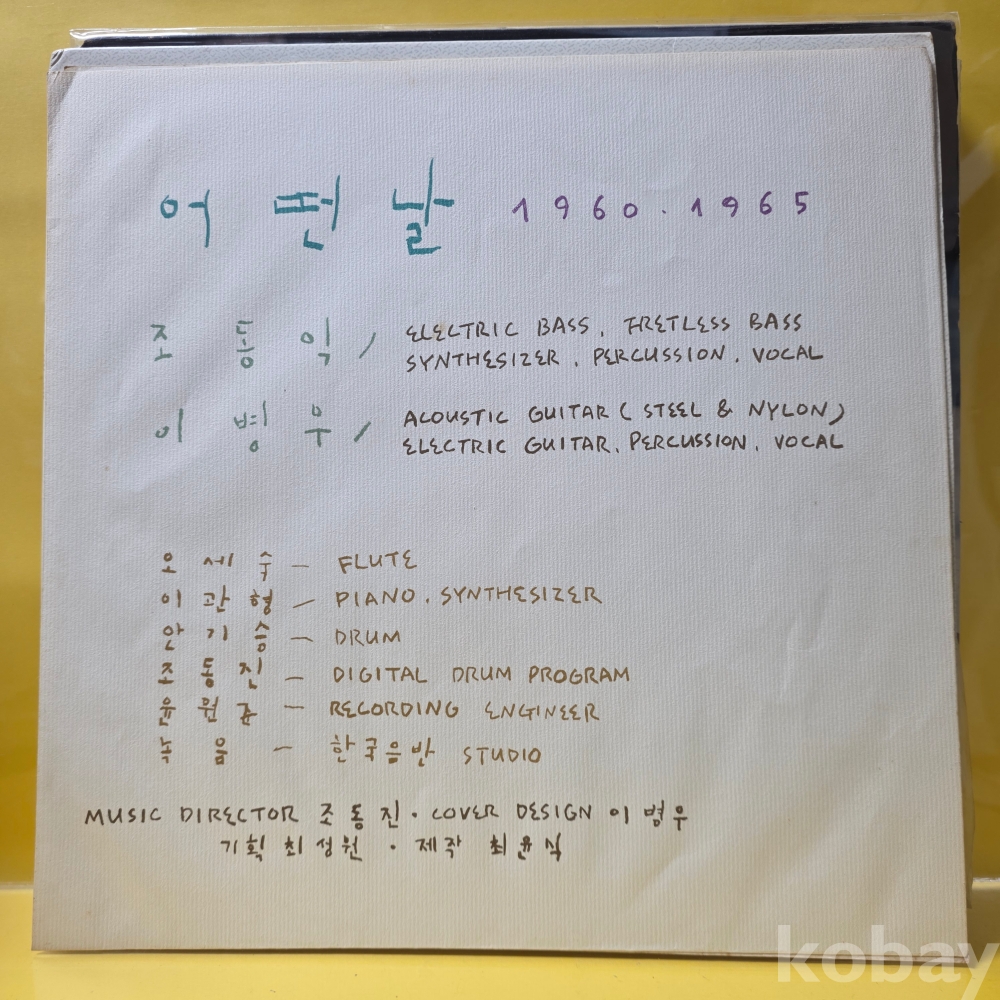 어떤날 1960.1965
조동익 / ELECTRIC BASS. FRETLESS BASS
SYNTHESIZER. PERCUSSION. VOCAL
이병우 / ACOUSTIC GUITAR (STEEL & NYLON)
ELECTRIC GUITAR. PERCUSSION. VOCAL
오세숙 — FLUTE
이관형 — PIANO. SYNTHESIZER
안기승 — DRUM
조동진 — DIGITAL DRUM PROGRAM
윤원준 — RECORDING ENGINEER
녹음 — 한국음반 STUDIO
MUSIC DIRECTOR 조동진. COVER DESIGN 이병우
기획 최성원. 제작 최윤식
kobay